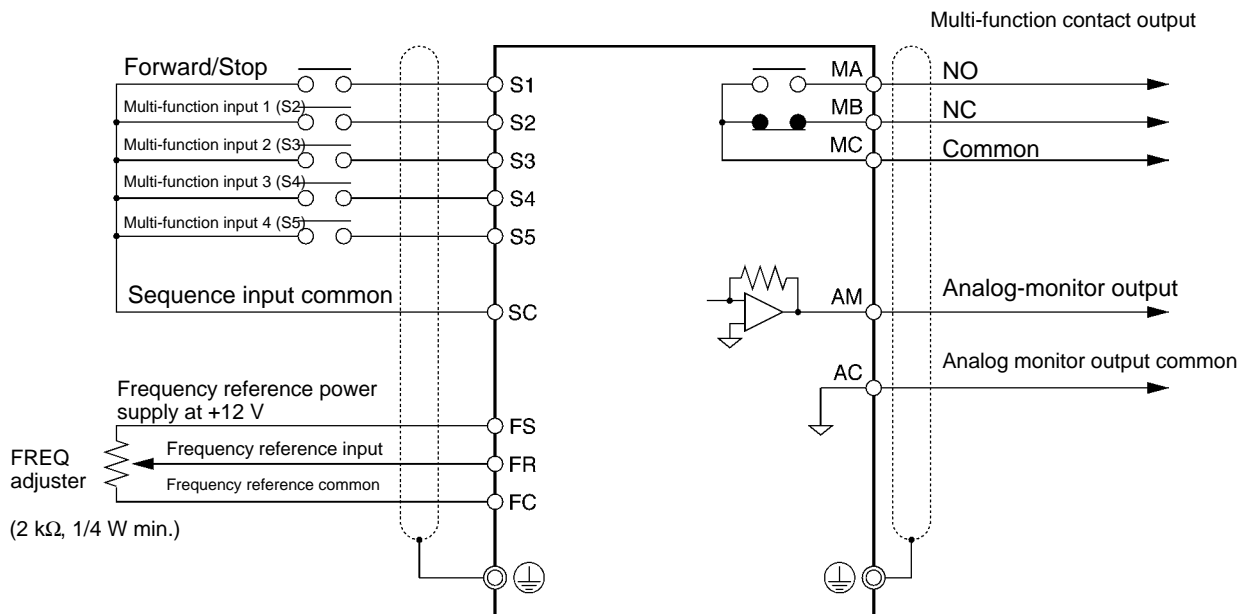 Multi-function contact output
Forward/Stop
S1
MA
NO
Multi-function input 1 (S2)
S2
MB
NC
Multi-function input 2 (S3)
S3
MC
Common
Multi-function input 3 (S4)
S4
Multi-function input 4 (S5)
S5
Sequence input common
SC
AM
Analog-monitor output
AC
Analog monitor output common
Frequency reference power
supply at +12 V
FS
FREQ
adjuster
Frequency reference input
FR
Frequency reference common
FC
(2 kΩ, 1/4 W min.)